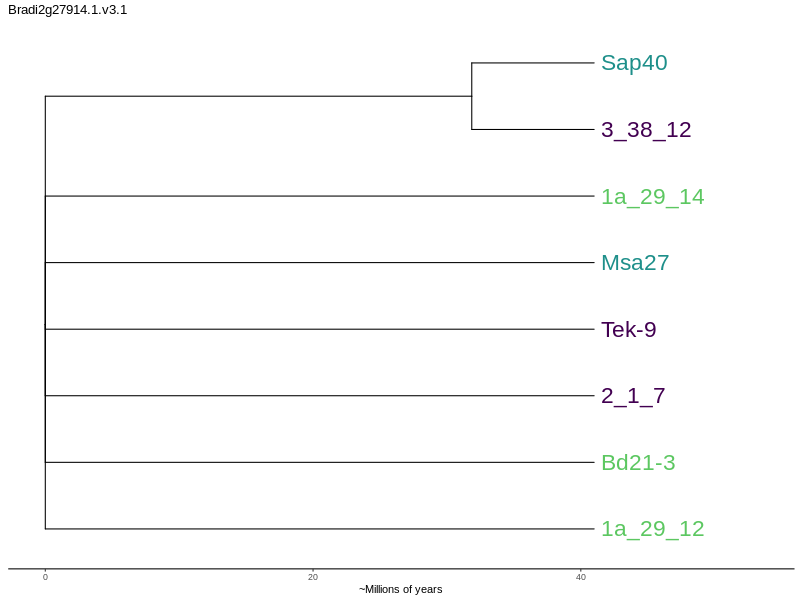 Bradi2g27914.1.v3.1
Sap40
3_38_12
1a_29_14
Msa27
Tek-9
2_1_7
Bd21-3
1a_29_12
0 20 40
~Millions of years